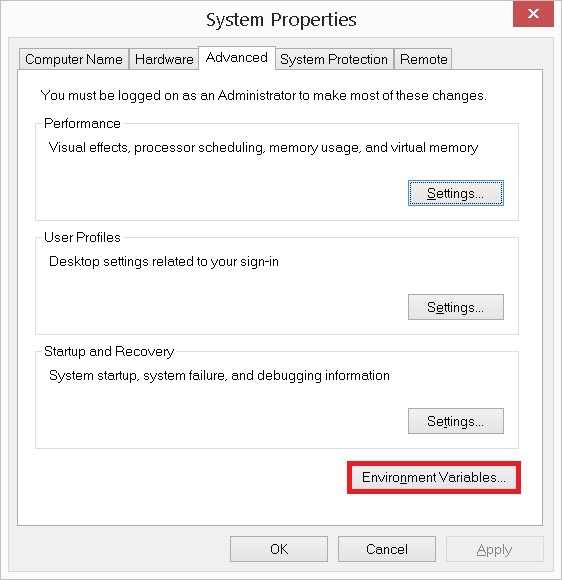 System Properties
Computer Name Hardware Advanced System Protection Remote
You must be logged on as an Administrator to make most of these changes.
Performance
Visual effects, processor scheduling, memory usage, and virtual memory
Settings...
User Profiles
Desktop settings related to your sign-in
Settings...
Startup and Recovery
System startup, system failure, and debugging information
Settings...
Environment Variables...
OK Cancel Apply